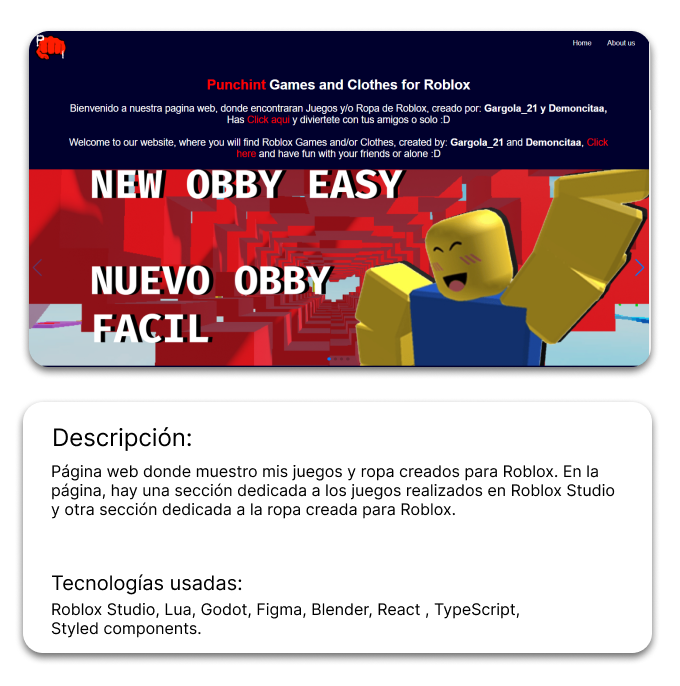 P
Home About us
Punchint Games and Clothes for Roblox
Bienvenido a nuestra pagina web, donde encontraran Juegos y/o Ropa de Roblox, creado por: Gargola_21 y Demoncitaa,
Has Click aqui y diviertete con tus amigos o solo :D
Welcome to our website, where you will find Roblox Games and/or Clothes, created by: Gargola_21 and Demoncitaa, Click
here and have fun with your friends or alone :D
NEW OBBY EASY
NUEVO OBBY
FACIL
Descripción:
Página web donde muestro mis juegos y ropa creados para Roblox. En la
página, hay una sección dedicada a los juegos realizados en Roblox Studio
y otra sección dedicada a la ropa creada para Roblox.
Tecnologías usadas:
Roblox Studio, Lua, Godot, Figma, Blender, React , TypeScript,
Styled components.